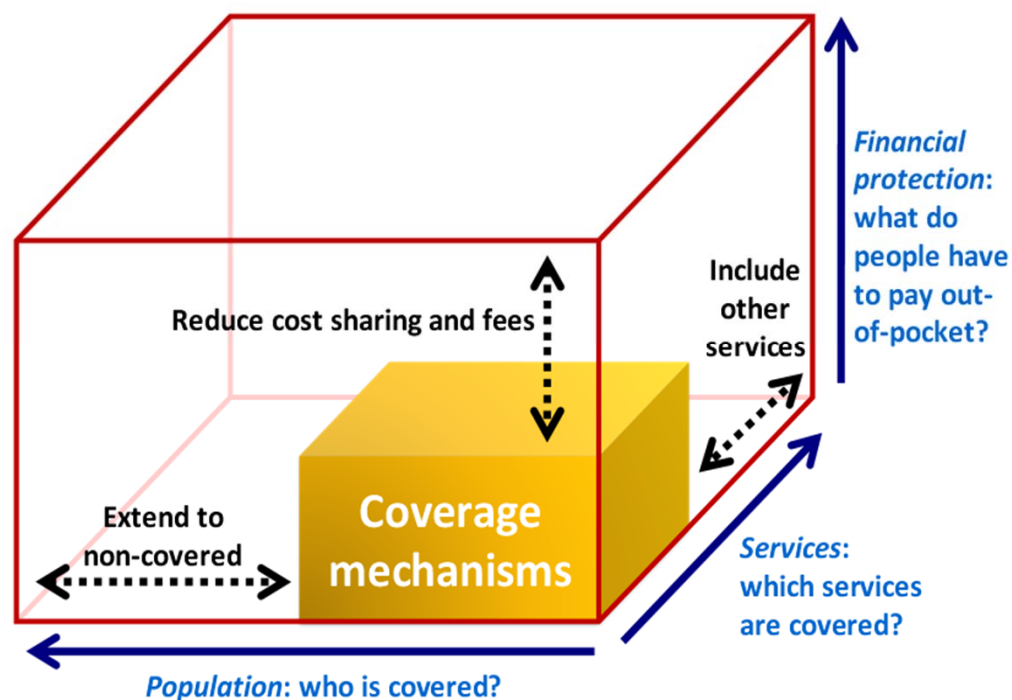 Financial
protection:
what do
people have
to pay out-
of-pocket?
Include
other
services
Reduce cost sharing and fees
Coverage
mechanisms
Extend to
non-covered
Services:
which services
are covered?
Population: who is covered?